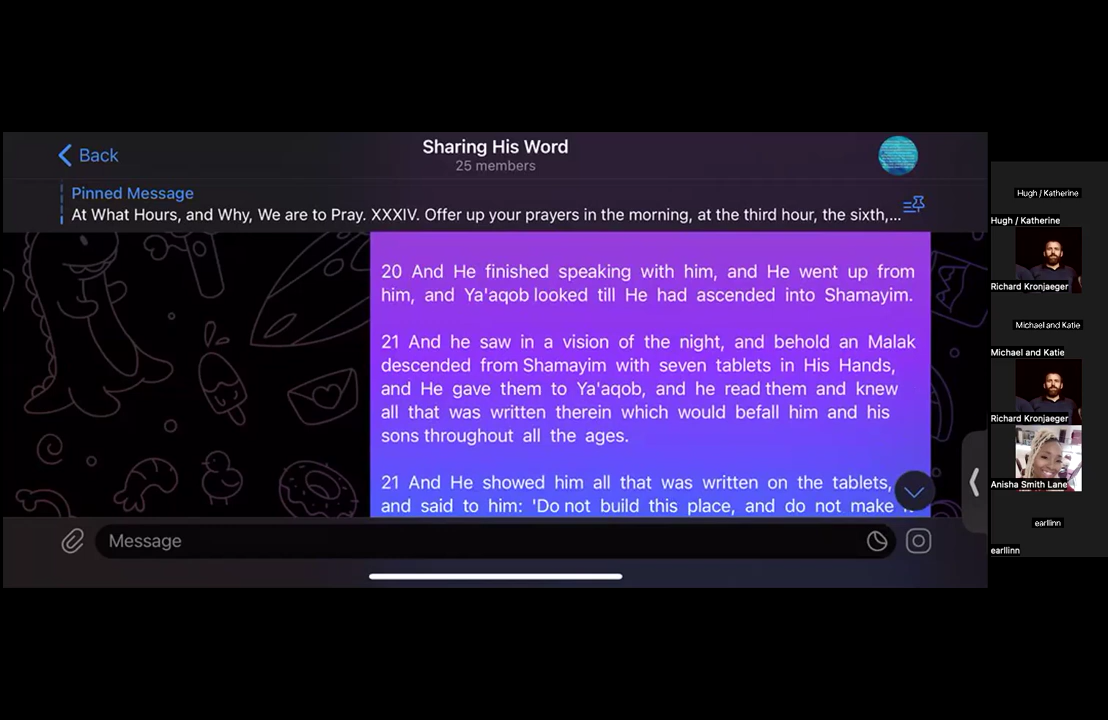 Back
Sharing His Word
25 members
Pinned Message
At What Hours, and Why, We are to Pray. XXXIV. Offer up your prayers in the morning, at the third hour, the sixth,...
20 And He finished speaking with him, and He went up from
him, and Ya'aqob looked till He had ascended into Shamayim.
21 And he saw in a vision of the night, and behold an Malak
descended from Shamayim with seven tablets in His Hands,
and He gave them to Ya'aqob, and he read them and knew
all that was written therein which would befall him and his
sons throughout all the ages.
21 And He showed him all that was written on the tablets,
and said to him: 'Do not build this place, and do not make
Message
Hugh / Katherine
Hugh / Katherine
Richard Kronjaeger
Michael and Katie
Michael and Katie
Richard Kronjaeger
Anisha Smith Lane
earllinn
earllinn